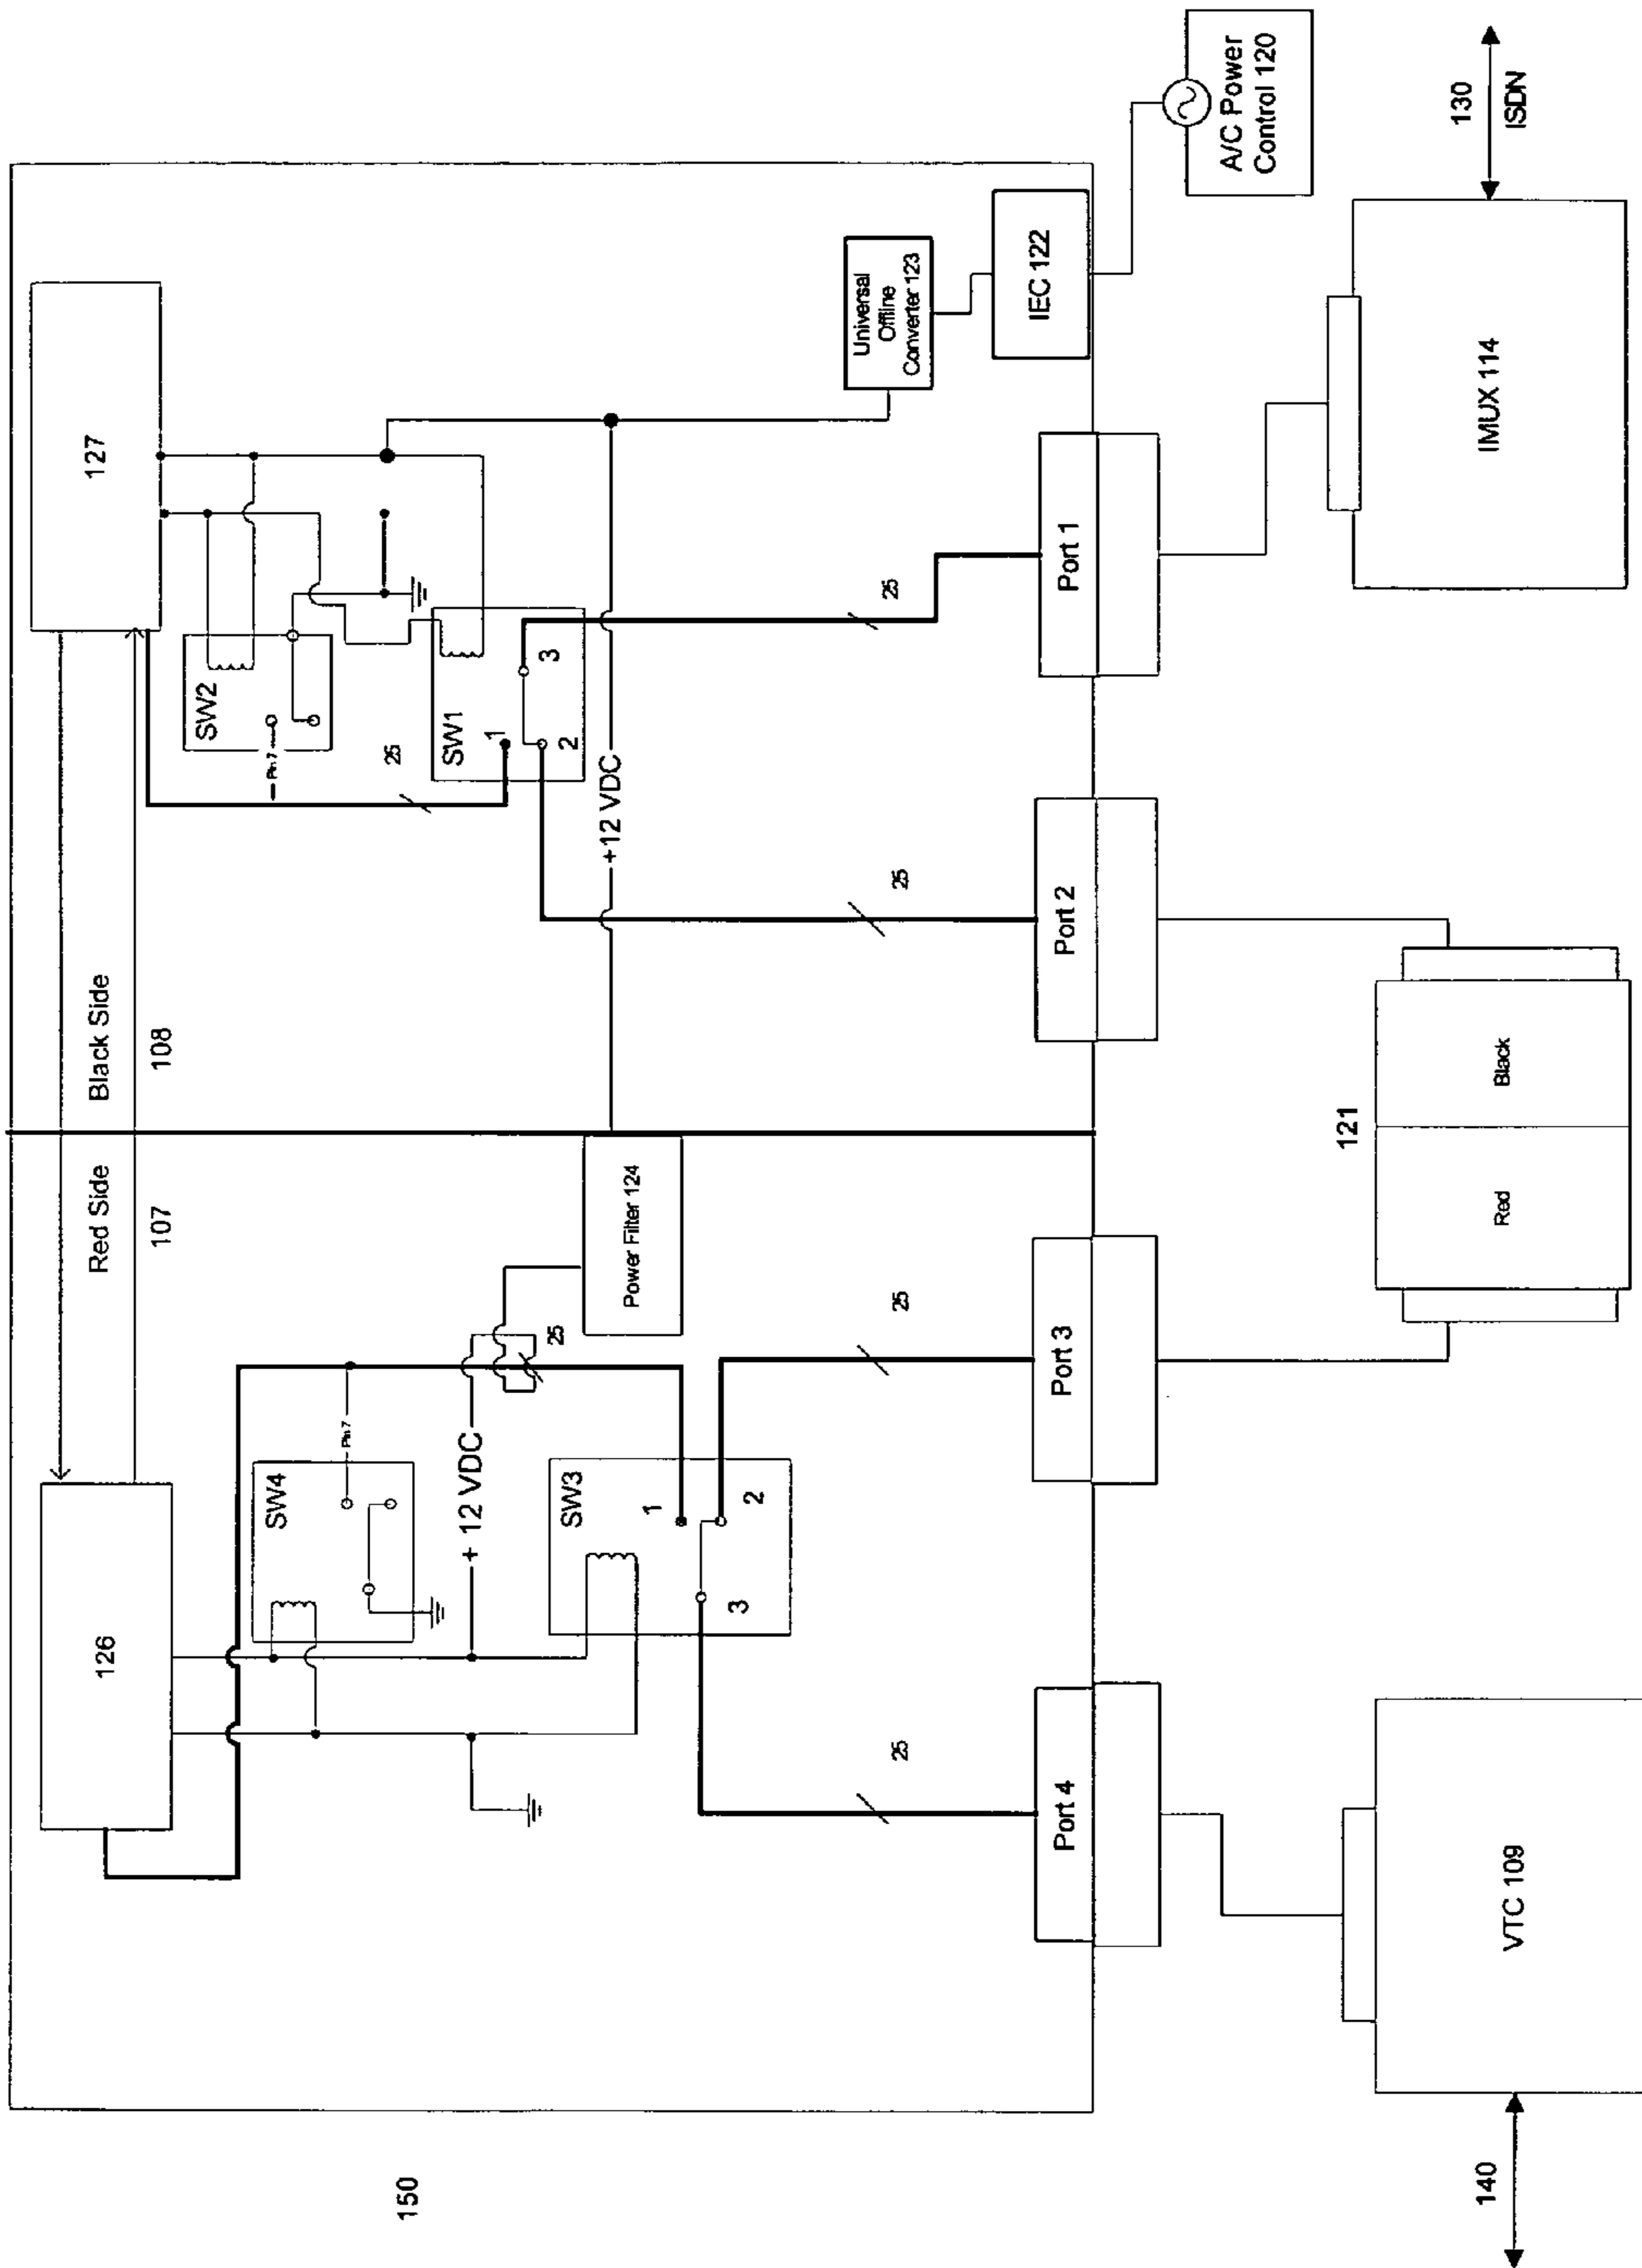 150
126
127
Red Side
Black Side
107
108
SW4
Pin 7
SW2
Pin 7
+ 12 VDC
25
25
SW3
1
2
3
SW1
1
2
3
Power Filter 124
+12 VDC
Universal
Offline
Converter 123
IEC 122
25
25
25
25
Port 4
Port 3
Port 2
Port 1
A/C Power
Control 120
121
Red
Black
VTC 109
IMUX 114
140
130
ISDN